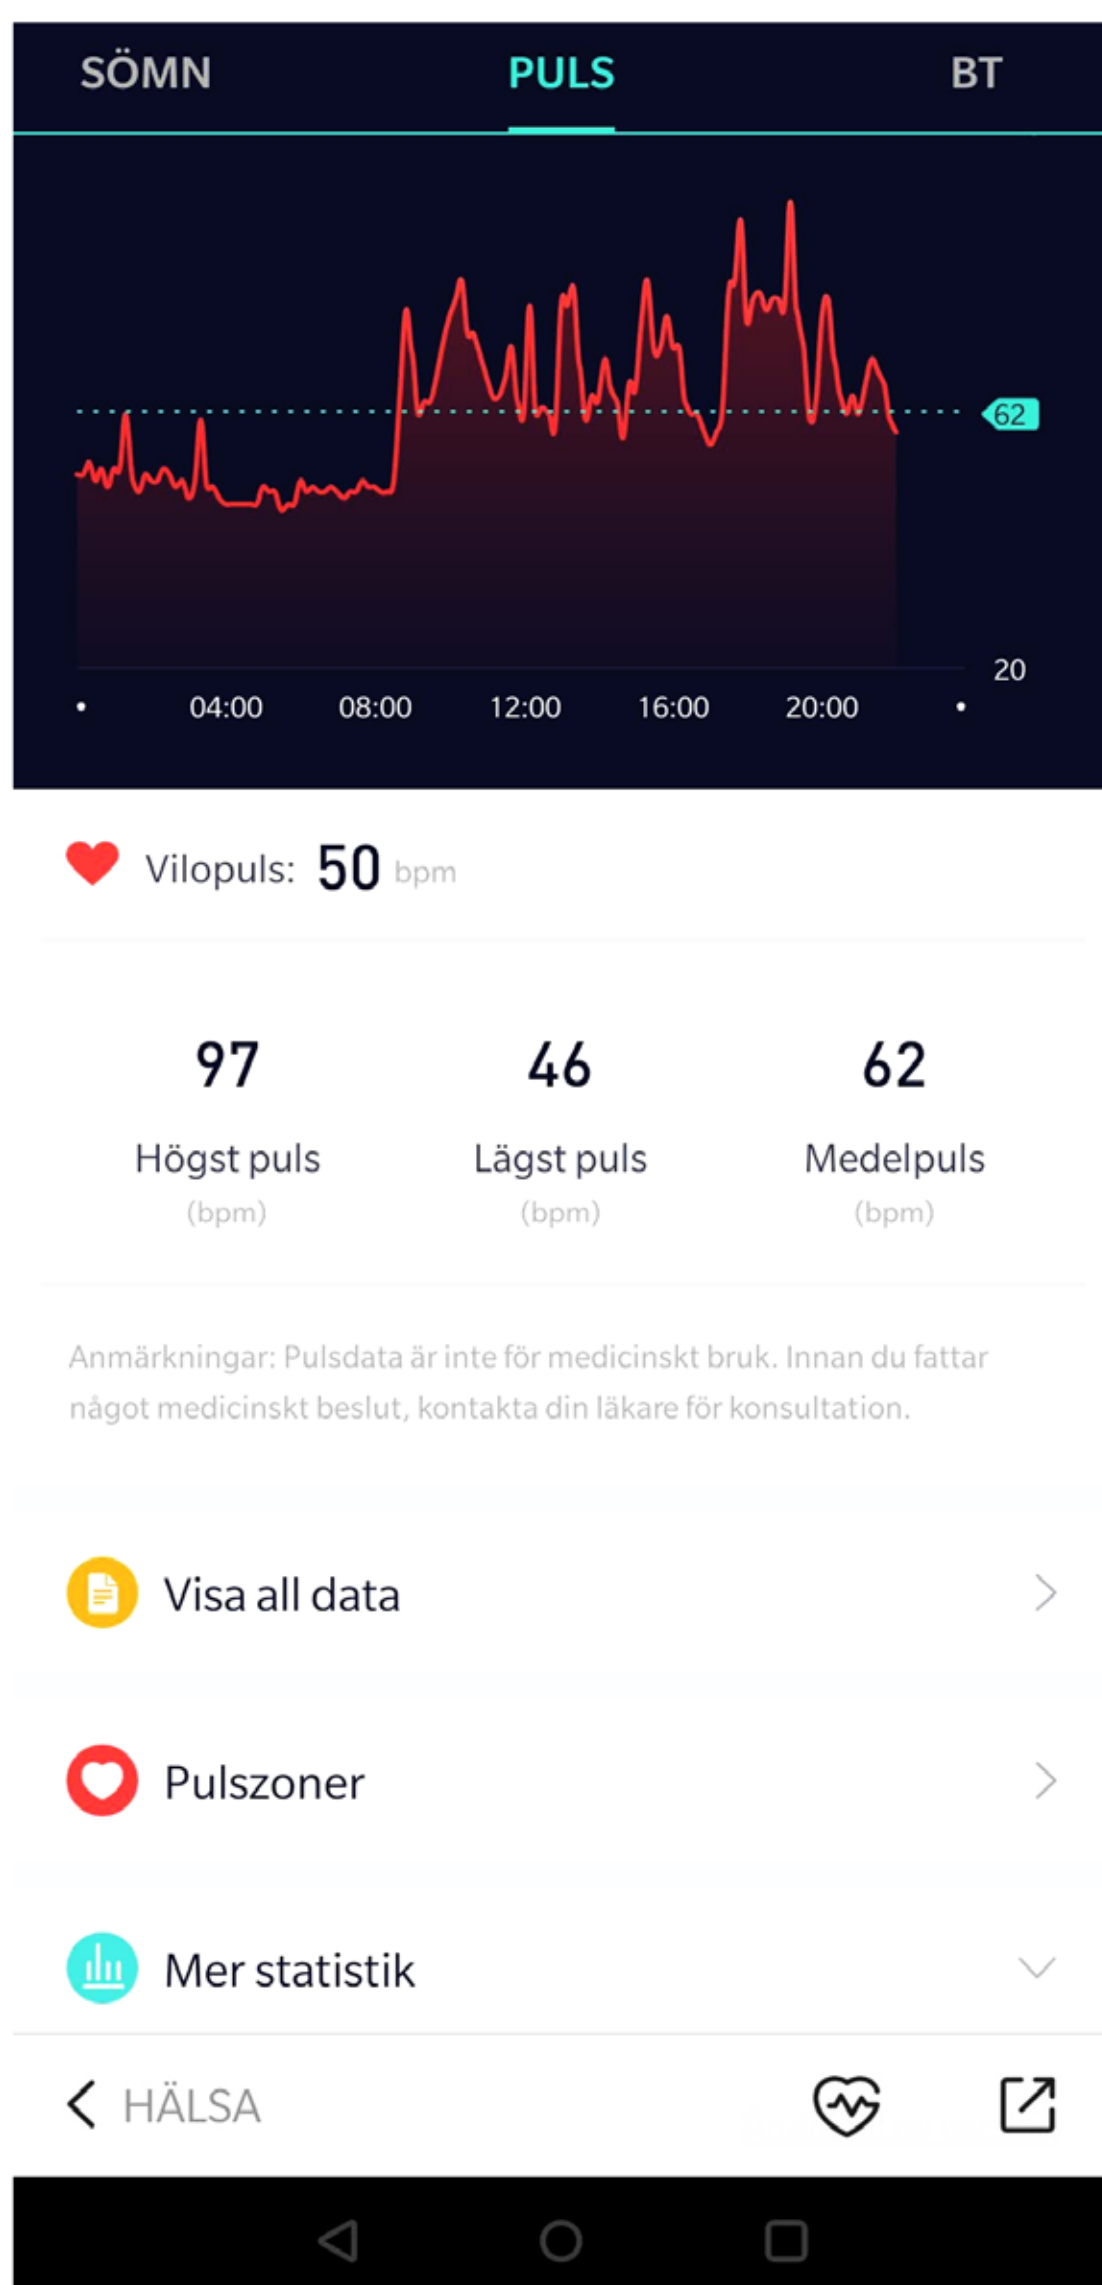 SÖMN PULS BT
62
20
04:00 08:00 12:00 16:00 20:00
Vilopuls: 50 bpm
97 46 62
Högst puls Lägst puls Medelpuls
(bpm) (bpm) (bpm)
Anmärkningar: Pulsdata är inte för medicinskt bruk. Innan du fattar
något medicinskt beslut, kontakta din läkare för konsultation.
Visa all data
Pulszoner
Mer statistik
HÄLSA